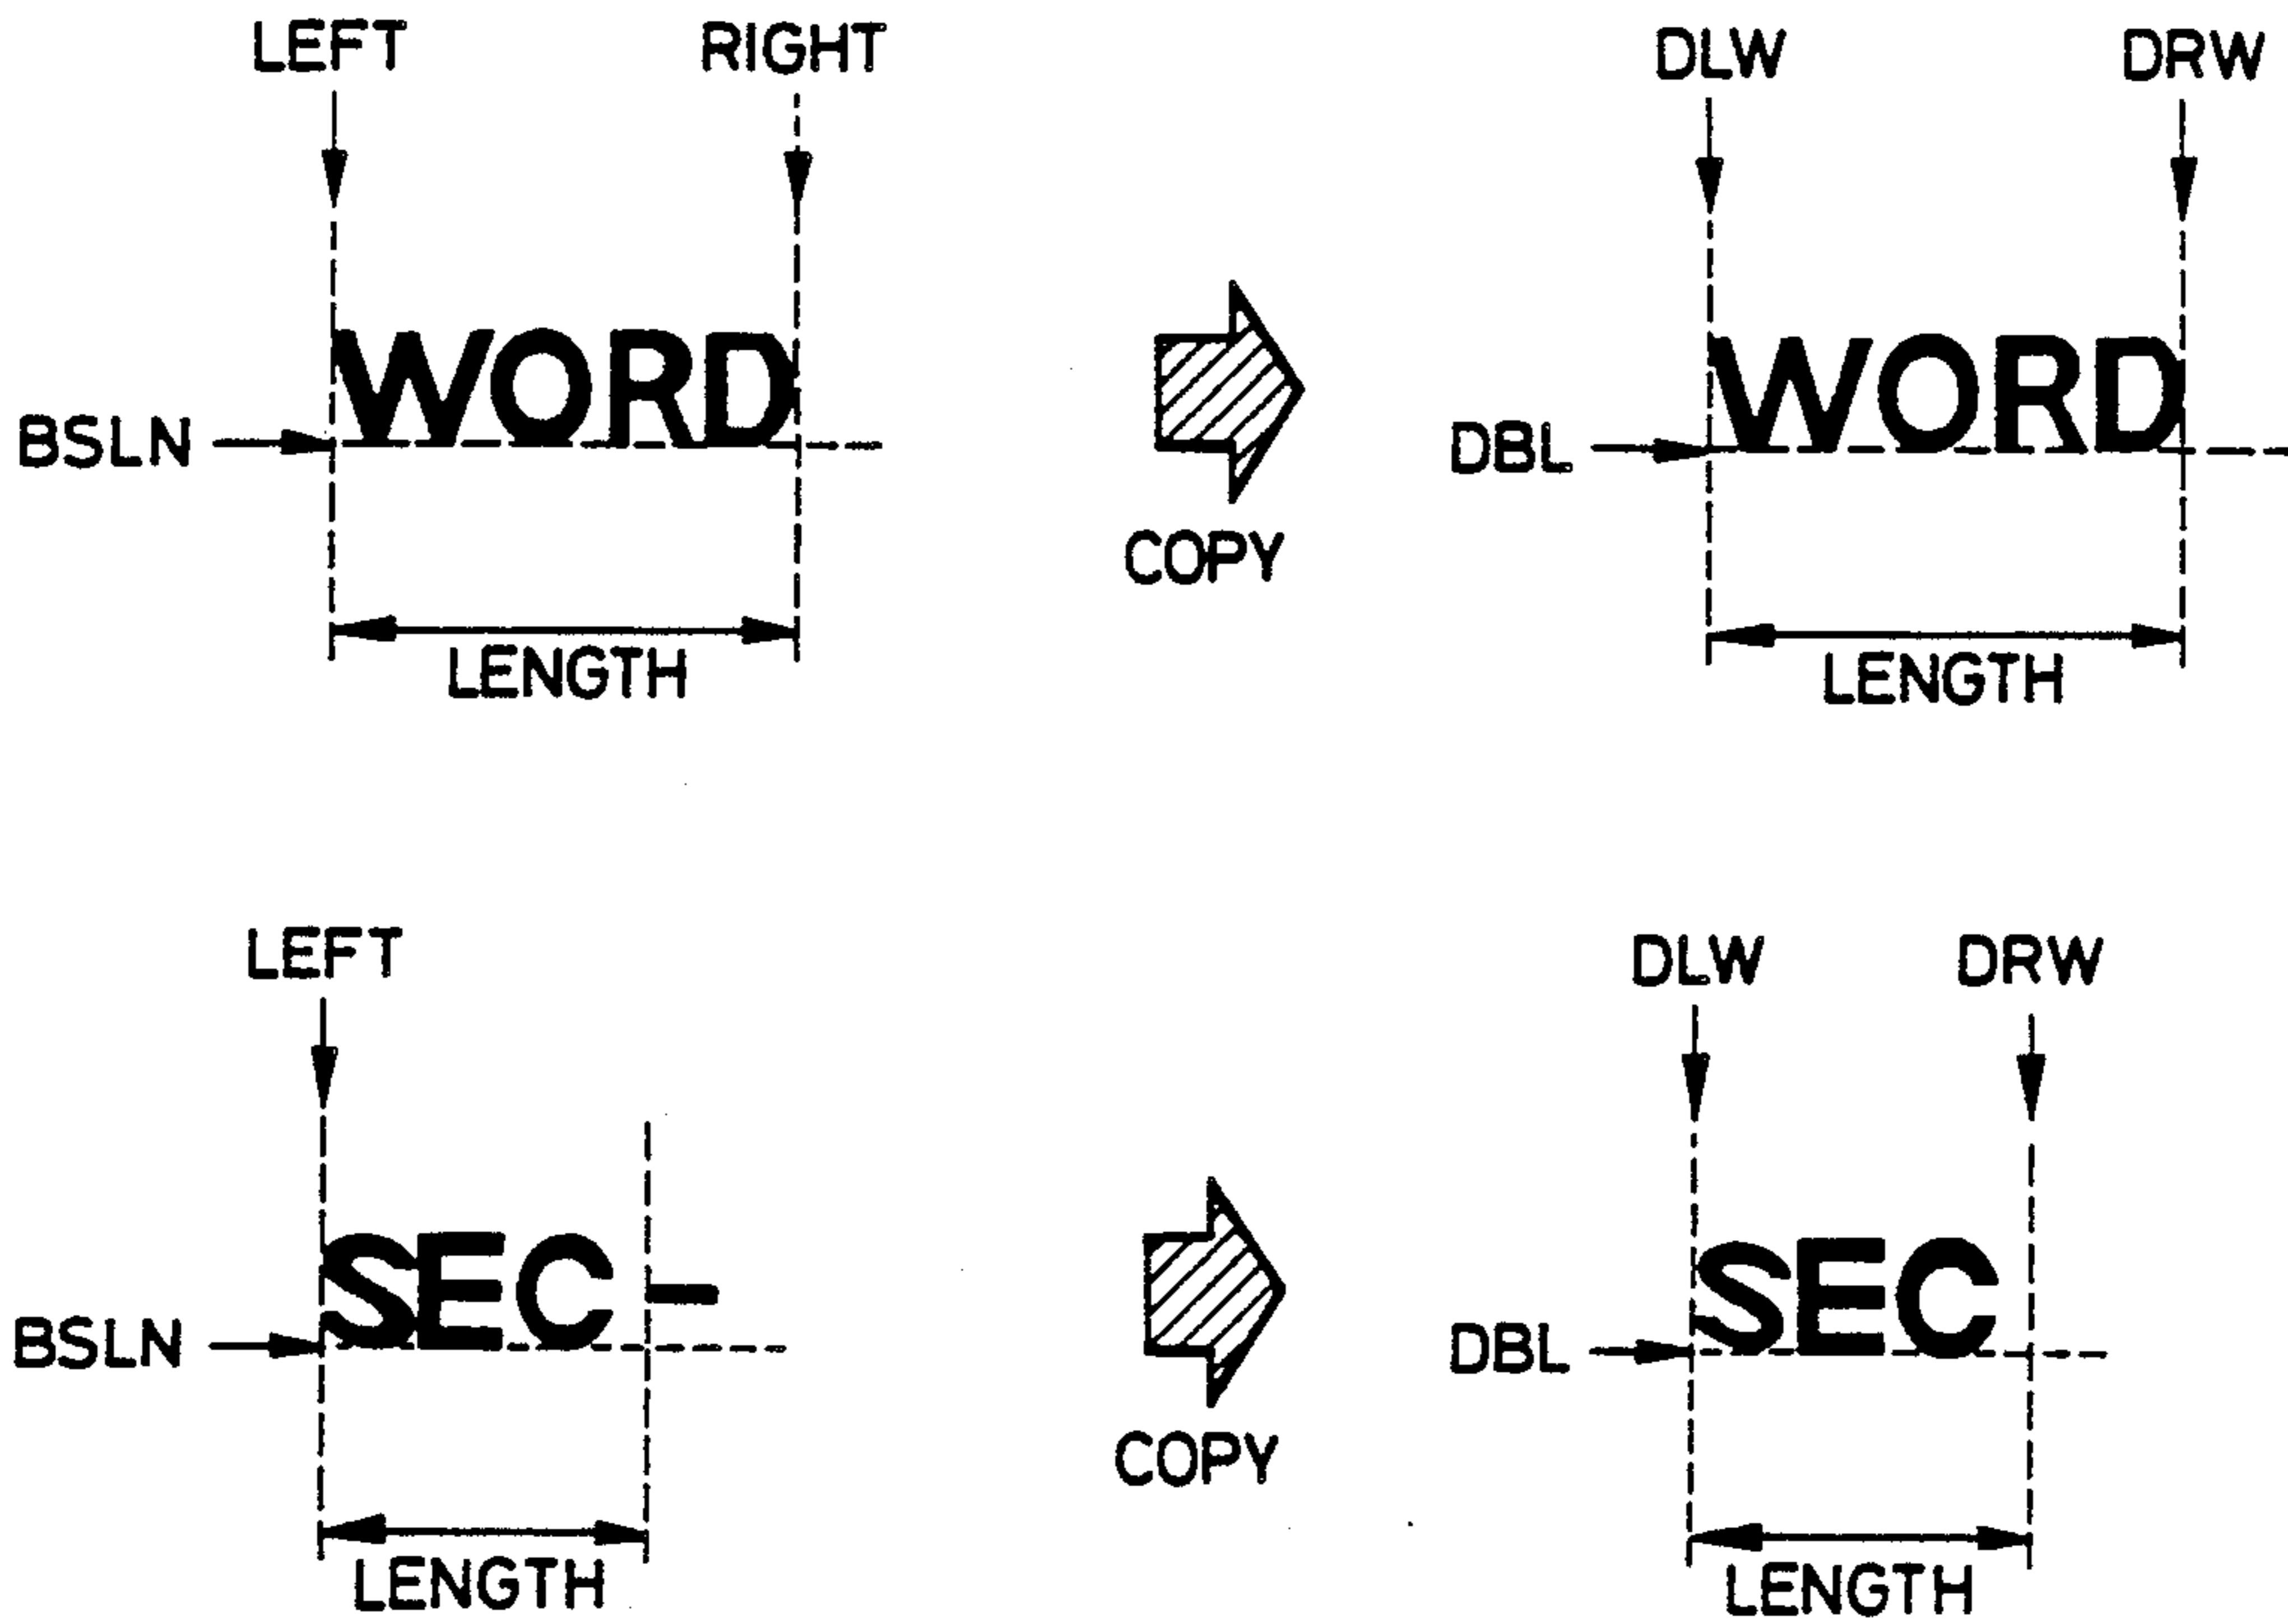 LEFT RIGHT DLW DRW
WORD WORD
BSLN DBL
COPY
LENGTH LENGTH
LEFT DLW DRW
SEC - SEC
BSLN DBL
COPY
LENGTH LENGTH